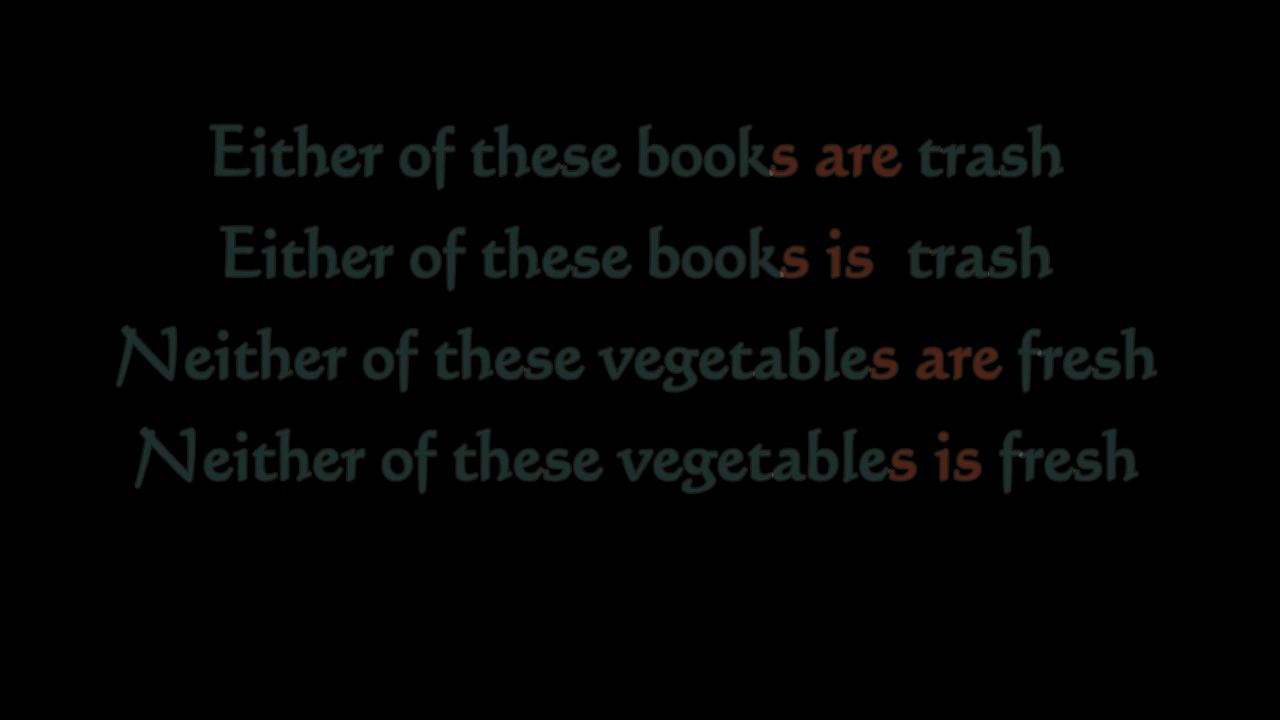 Either of these books are trash
Either of these books is trash
Neither of these vegetables are fresh
Neither of these vegetables is fresh